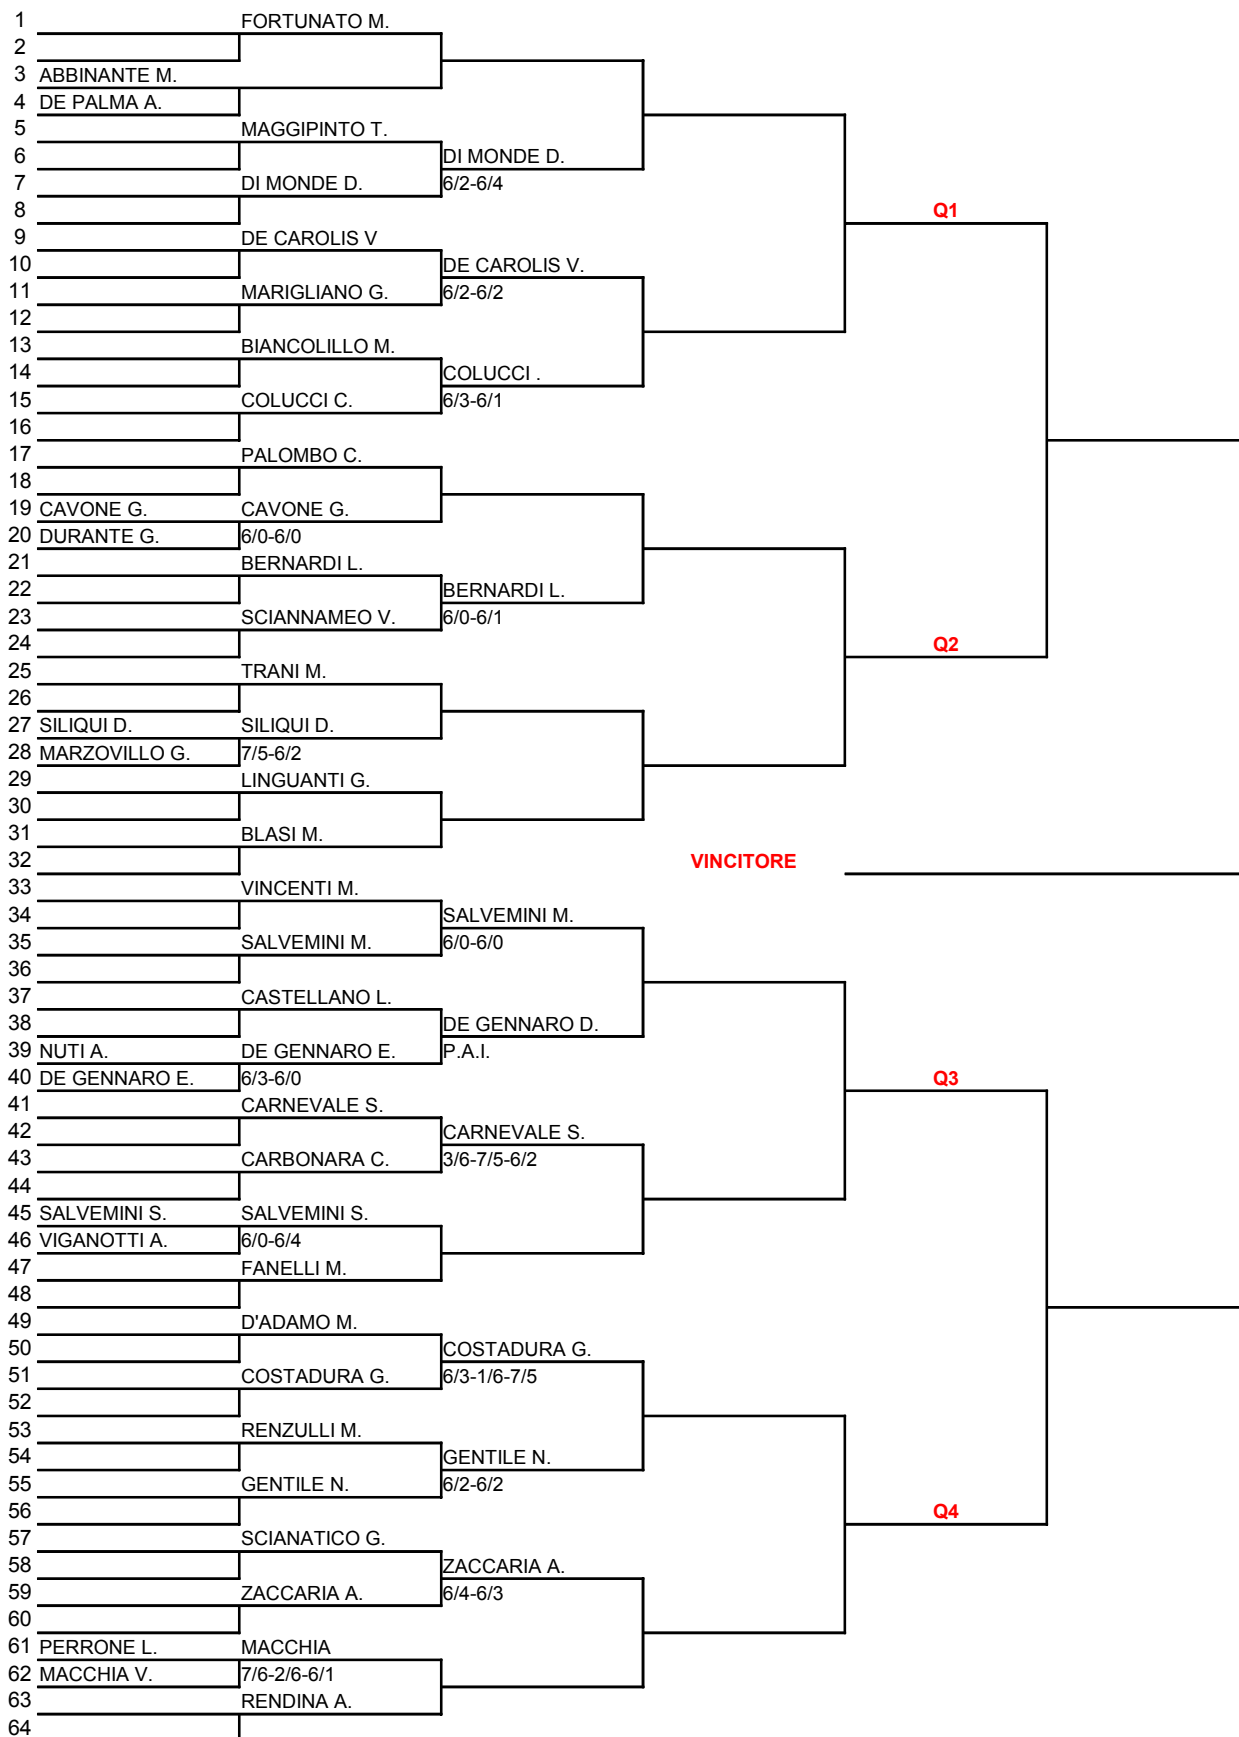 1 FORTUNATO M.
2
3 ABBINANTE M.
4 DE PALMA A.
5 MAGGIPINTO T.
6 DI MONDE D.
7 DI MONDE D. 6/2-6/4
8 Q1
9 DE CAROLIS V
10 DE CAROLIS V.
11 MARIGLIANO G. 6/2-6/2
12
13 BIANCOLILLO M.
14 COLUCCI .
15 COLUCCI C. 6/3-6/1
16
17 PALOMBO C.
18
19 CAVONE G. CAVONE G.
20 DURANTE G. 6/0-6/0
21 BERNARDI L.
22 BERNARDI L.
23 SCIANNAMEO V. 6/0-6/1
24 Q2
25 TRANI M.
26
27 SILIQUI D. SILIQUI D.
28 MARZOVILLO G. 7/5-6/2
29 LINGUANTI G.
30
31 BLASI M.
32 VINCITORE
33 VINCENTI M.
34 SALVEMINI M.
35 SALVEMINI M. 6/0-6/0
36
37 CASTELLANO L.
38 DE GENNARO D.
39 NUTI A. DE GENNARO E. P.A.I.
40 DE GENNARO E. 6/3-6/0 Q3
41 CARNEVALE S.
42 CARNEVALE S.
43 CARBONARA C. 3/6-7/5-6/2
44
45 SALVEMINI S. SALVEMINI S.
46 VIGANOTTI A. 6/0-6/4
47 FANELLI M.
48
49 D'ADAMO M.
50 COSTADURA G.
51 COSTADURA G. 6/3-1/6-7/5
52
53 RENZULLI M.
54 GENTILE N.
55 GENTILE N. 6/2-6/2
56 Q4
57 SCIANATICO G.
58 ZACCARIA A.
59 ZACCARIA A. 6/4-6/3
60
61 PERRONE L. MACCHIA
62 MACCHIA V. 7/6-2/6-6/1
63 RENDINA A.
64